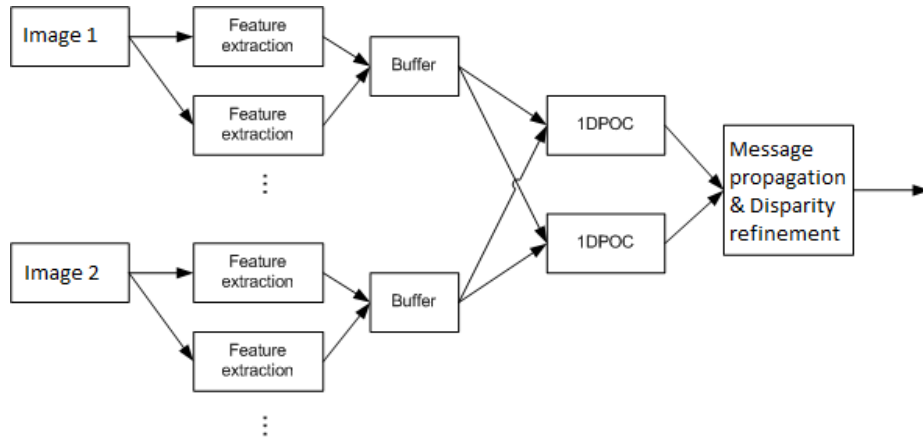 Image 1
Feature
extraction
Feature
extraction
⋮
Buffer
Image 2
Feature
extraction
Feature
extraction
⋮
Buffer
1DPOC
1DPOC
Message
propagation
& Disparity
refinement